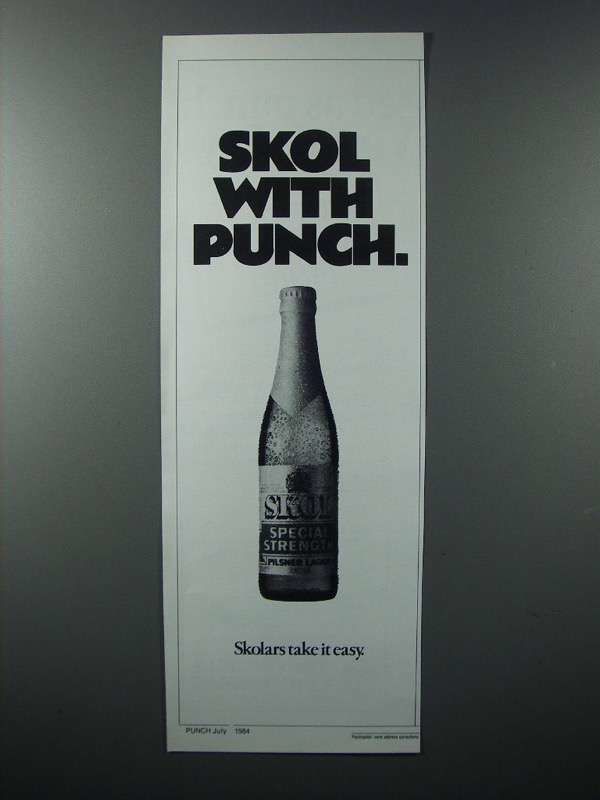 SKOL
WITH
PUNCH.
SKOL
SPECIAL
STRENGTH
PILSNER LAGER
Skolars take it easy.
PUNCH July 1984